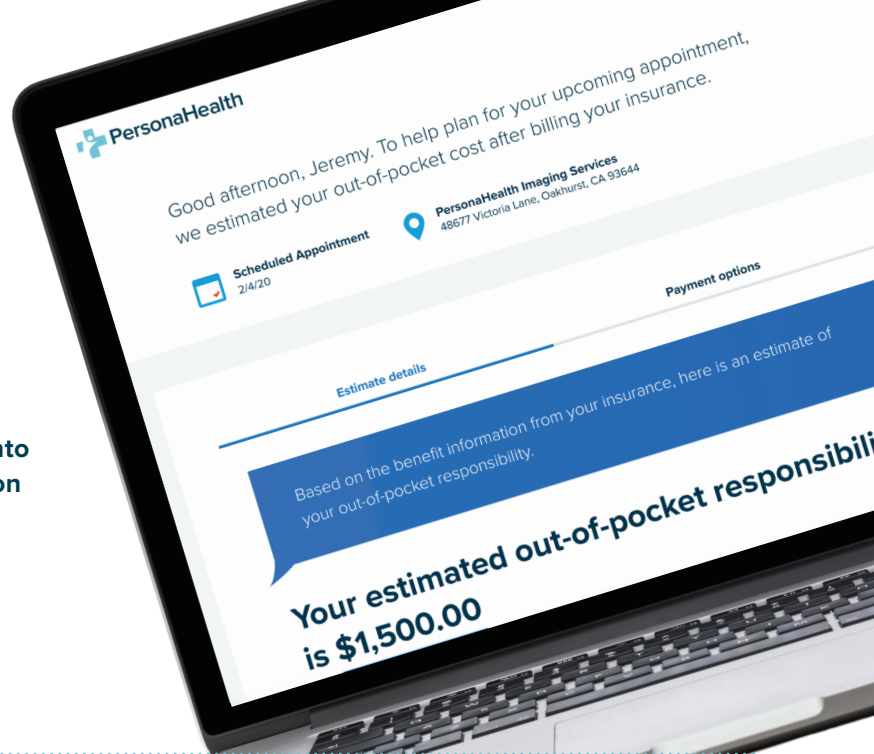 PersonaHealth
Good afternoon, Jeremy. To help plan for your upcoming appointment,
we estimated your out-of-pocket cost after billing your insurance.
Scheduled Appointment
2/4/20
PersonaHealth Imaging Services
48677 Victoria Lane, Oakhurst, CA 93644
Estimate details
Payment options
Based on the benefit information from your insurance, here is an estimate of
your out-of-pocket responsibility.
Your estimated out-of-pocket
is $1,500.00